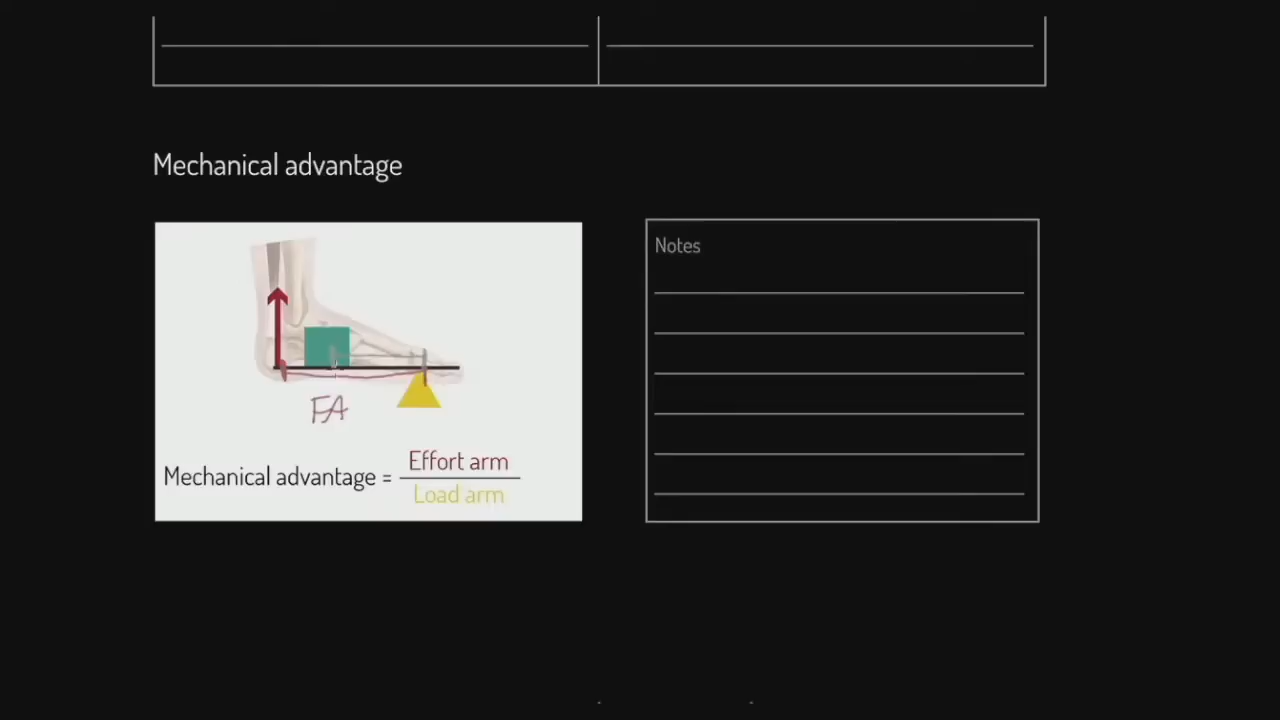 Mechanical advantage
Notes
FA
Mechanical advantage = Effort arm
Load arm